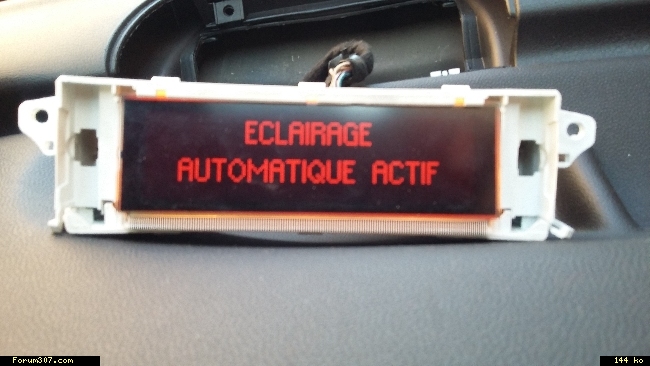 ECLAIRAGE
AUTOMATIQUE ACTIF
Forum307.com
144 ko